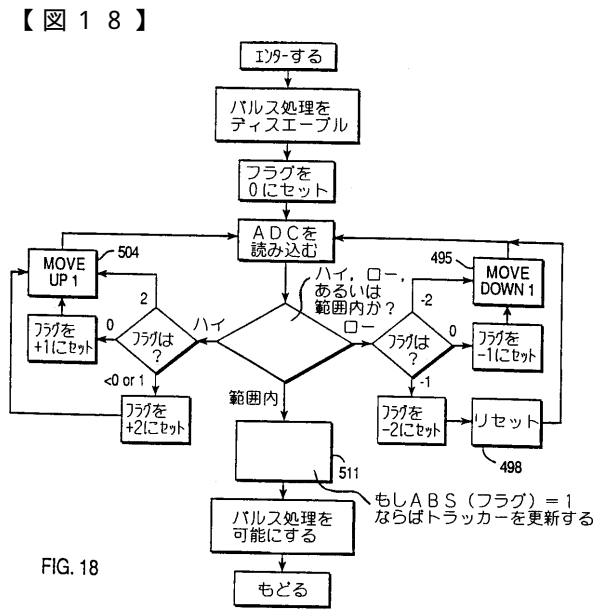 【図１８】
エンターする
パルス処理を
ディスエーブル
フラグを
0にセット
ADCを
読み込む
504
MOVE
UP 1
495
MOVE
DOWN 1
ハイ，ロー，
あるいは
範囲内か？
2
ハイ
ロー
-2
フラグを
+1にセット
0
フラグは
?
フラグは
?
0
フラグを
-1にセット
<0 or 1
-1
範囲内
フラグを
+2にセット
フラグを
-2にセット
リセット
498
511
もしABS（フラグ）＝1
ならばトラッカーを更新する
パルス処理を
可能にする
もどる
FIG. 18